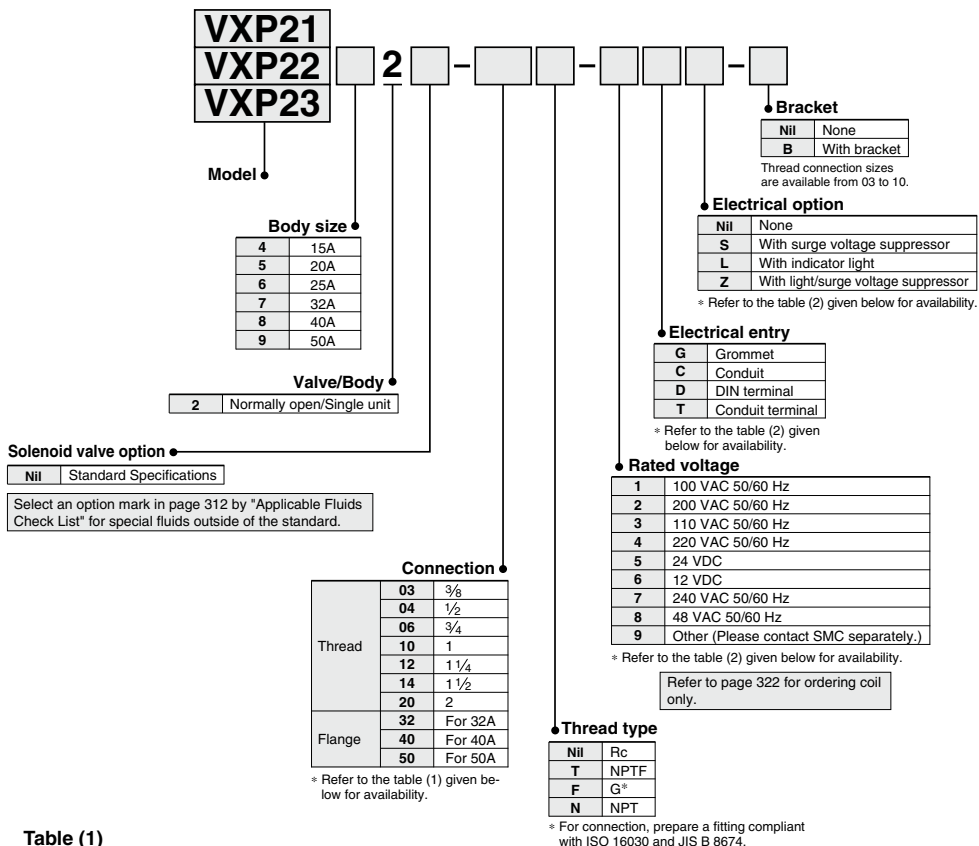 VXP21
VXP22
VXP23
2
–
–
–
Model
Body size
4 15A
5 20A
6 25A
7 32A
8 40A
9 50A
Valve/Body
2 Normally open/Single unit
Solenoid valve option
Nil Standard Specifications
Select an option mark in page 312 by "Applicable Fluids
Check List" for special fluids outside of the standard.
Connection
Thread
03 3⁄8
04 1⁄2
06 3⁄4
10 1
12 1 1⁄4
14 1 1⁄2
20 2
Flange
32 For 32A
40 For 40A
50 For 50A
* Refer to the table (1) given be-
low for availability.
Thread type
Nil Rc
T NPTF
F G*
N NPT
* For connection, prepare a fitting compliant
with ISO 16030 and JIS B 8674.
Rated voltage
1 100 VAC 50/60 Hz
2 200 VAC 50/60 Hz
3 110 VAC 50/60 Hz
4 220 VAC 50/60 Hz
5 24 VDC
6 12 VDC
7 240 VAC 50/60 Hz
8 48 VAC 50/60 Hz
9 Other (Please contact SMC separately.)
* Refer to the table (2) given below for availability.
Refer to page 322 for ordering coil
only.
Electrical entry
G Grommet
C Conduit
D DIN terminal
T Conduit terminal
* Refer to the table (2) given
below for availability.
Electrical option
Nil None
S With surge voltage suppressor
L With indicator light
Z With light/surge voltage suppressor
* Refer to the table (2) given below for availability.
Bracket
Nil None
B With bracket
Thread connection sizes
are available from 03 to 10.
Table (1)